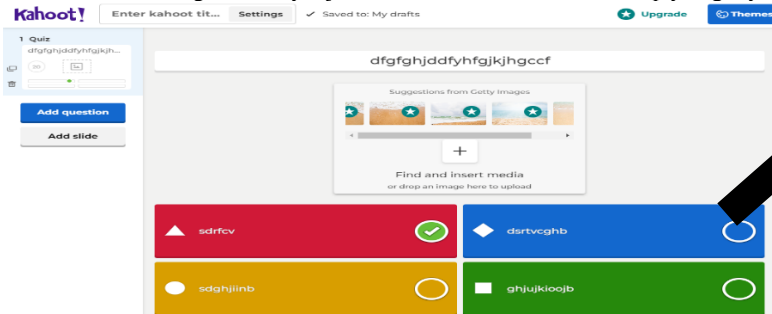 Kahoot! Enter kahoot tit... Settings ✓ Saved to: My drafts Upgrade Themes
1 Quiz
dfgfghjddfyhfgjkjh...
Add question
Add slide
dfgfghjddfyhfgjkjhgccf
Suggestions from Getty Images
Find and insert media
or drop an image here to upload
sdrfcv
dsrtvcghb
sdghjiinb
ghjujkioojb